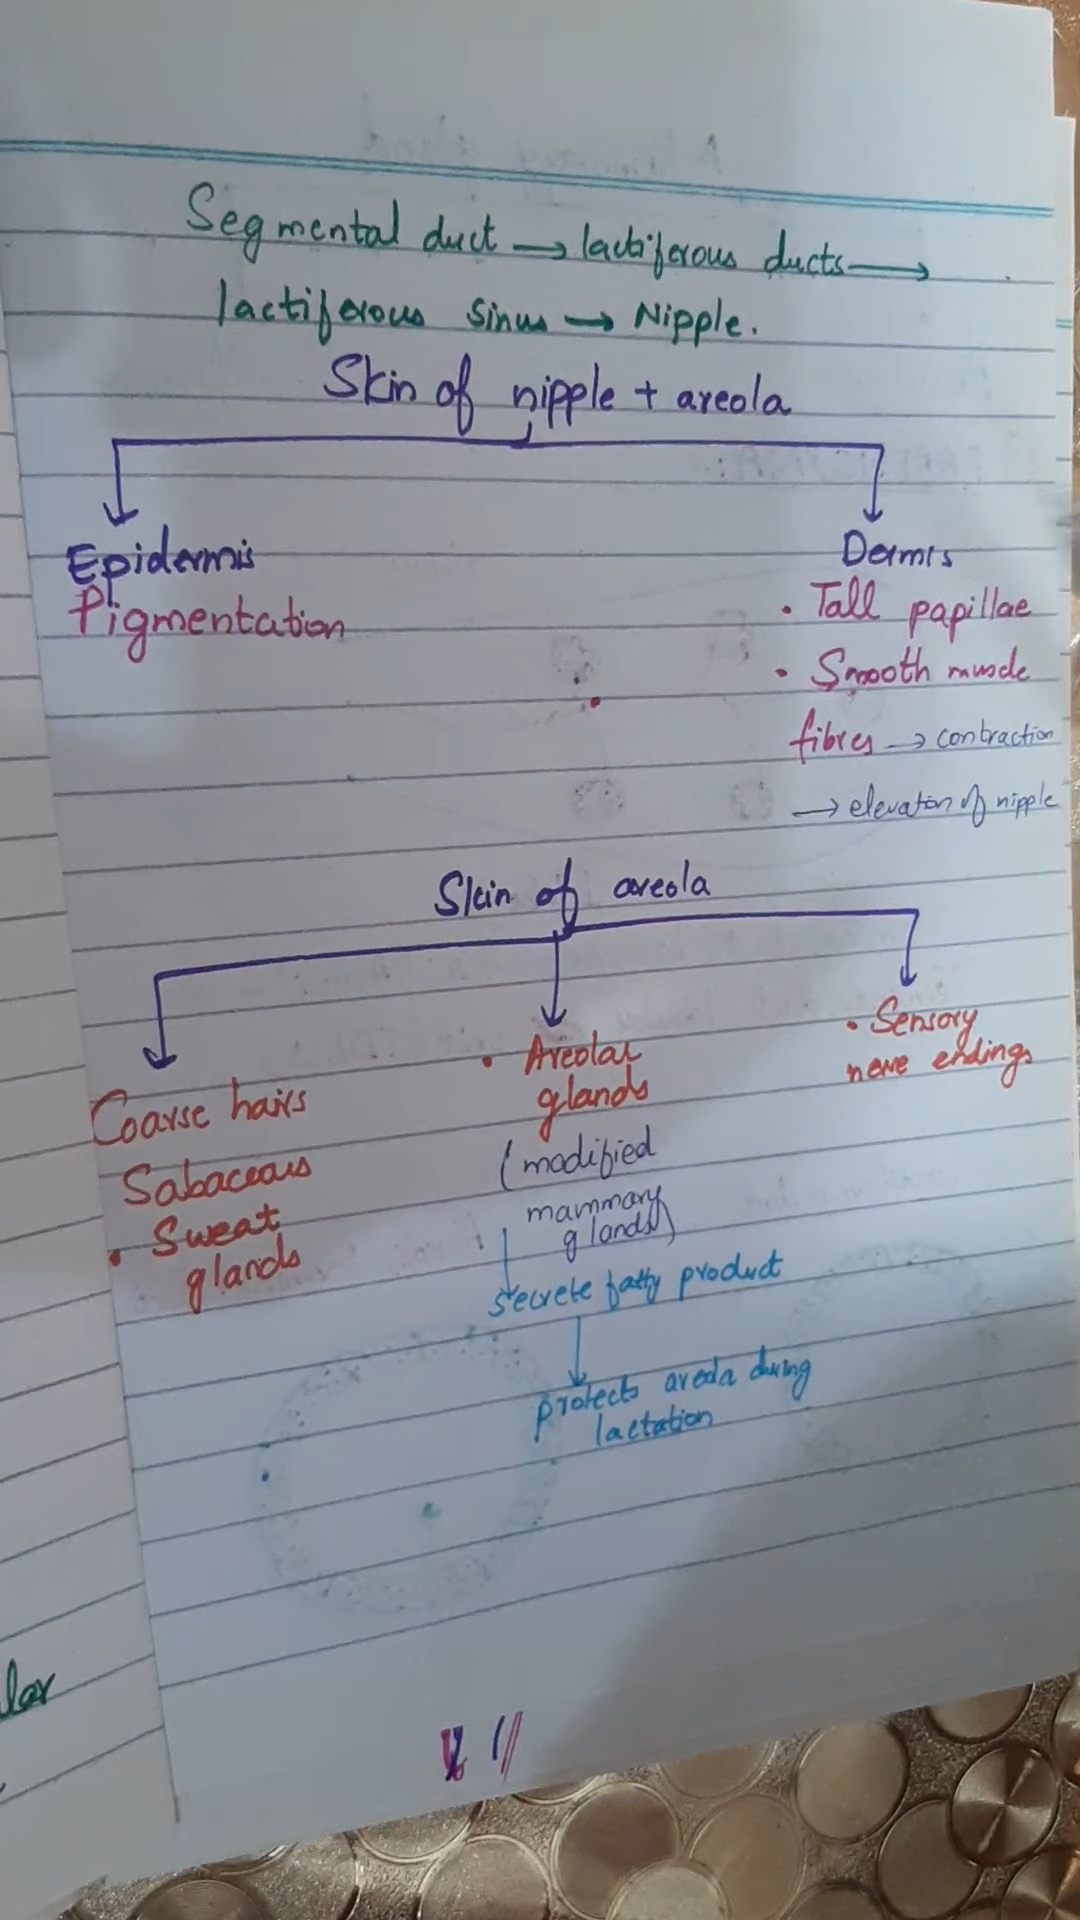 Segmental duct → lactiferous ducts →
lactiferous sinus → Nipple.
Skin of nipple + areola
Epidermis
Pigmentation
Dermis
• Tall papillae
• Smooth muscle
fibres → contraction
→ elevation of nipple
Skin of areola
Coarse hairs
Sabaceous
• Sweat
glands
• Areolar
glands
(modified
mammary
glands)
secrete fatty product
protects areola during
lactation
• Sensory
nerve endings
lar